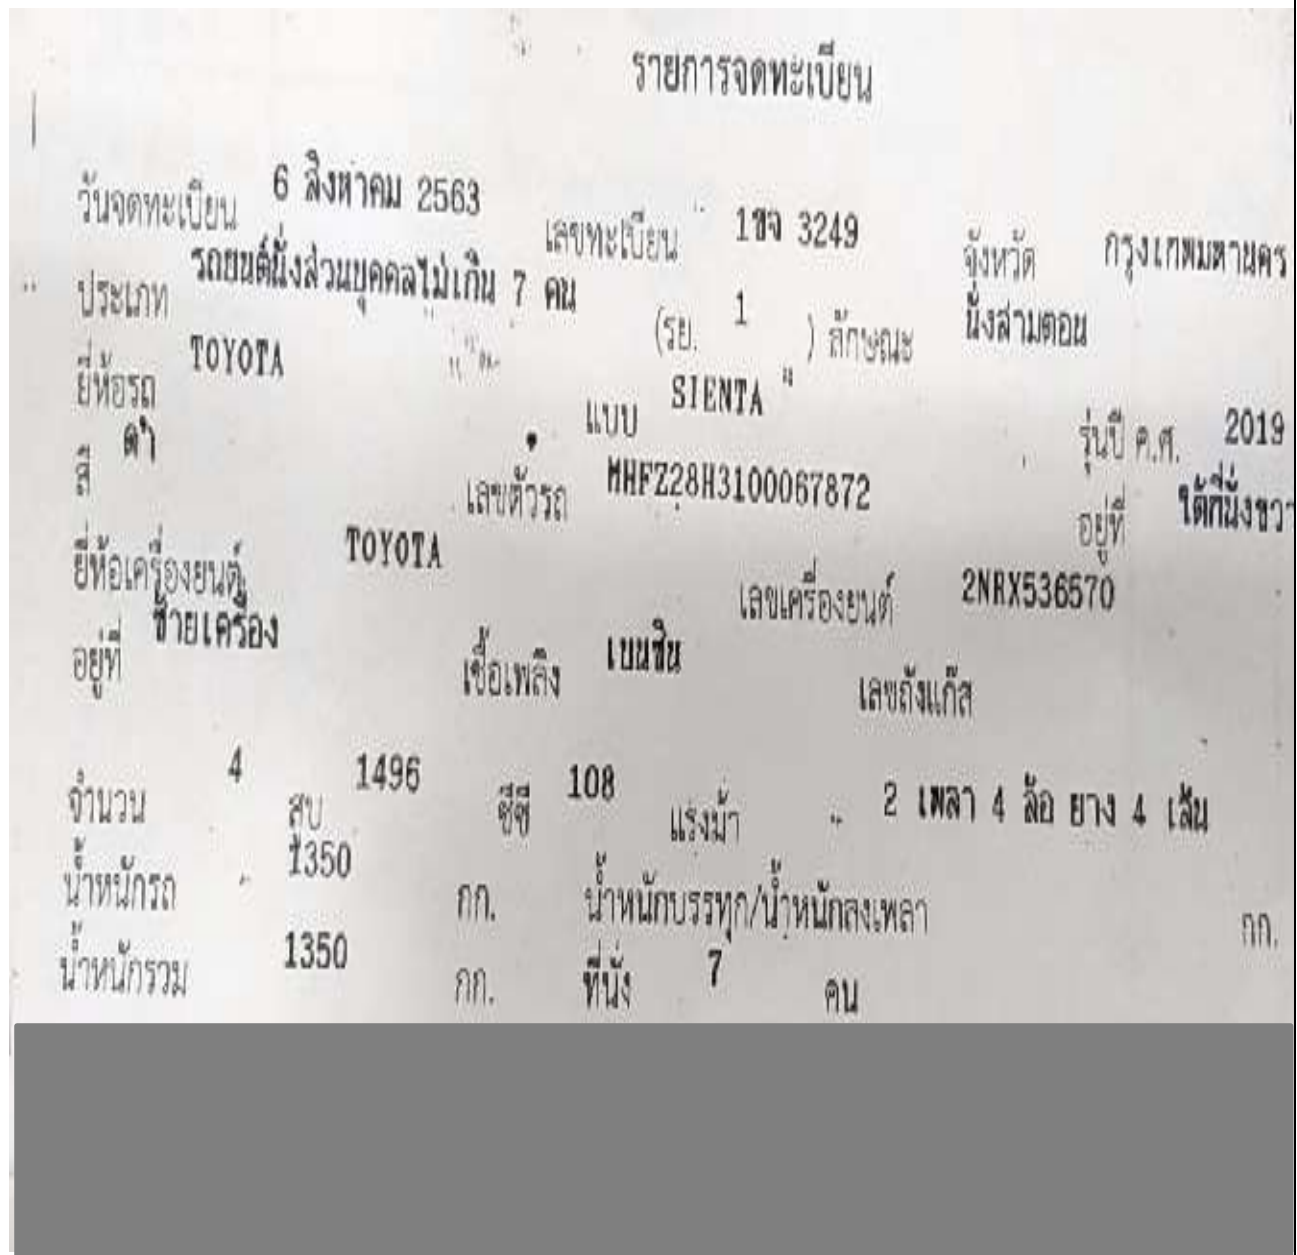 รายการจดทะเบียน
วันจดทะเบียน 6 สิงหาคม 2563 เลขทะเบียน 1ขจ 3249 จังหวัด กรุงเทพมหานคร
ประเภท รถยนต์นั่งส่วนบุคคลไม่เกิน 7 คน (รย. 1 ) ลักษณะ นั่งสามตอน
ยี่ห้อรถ TOYOTA แบบ SIENTA รุ่นปี ค.ศ. 2019
สี ดำ เลขตัวรถ MHFZ28H3100067872 อยู่ที่ ใต้ที่นั่งขวา
ยี่ห้อเครื่องยนต์ TOYOTA เลขเครื่องยนต์ 2NRX536570
อยู่ที่ ซ้ายเครื่อง เชื้อเพลิง เบนซิน เลขถังแก๊ส
จำนวน 4 สูบ 1496 ซีซี 108 แรงม้า 2 เพลา 4 ล้อ ยาง 4 เส้น
น้ำหนักรถ 1350 กก. น้ำหนักบรรทุก/น้ำหนักลงเพลา กก.
น้ำหนักรวม 1350 กก. ที่นั่ง 7 คน